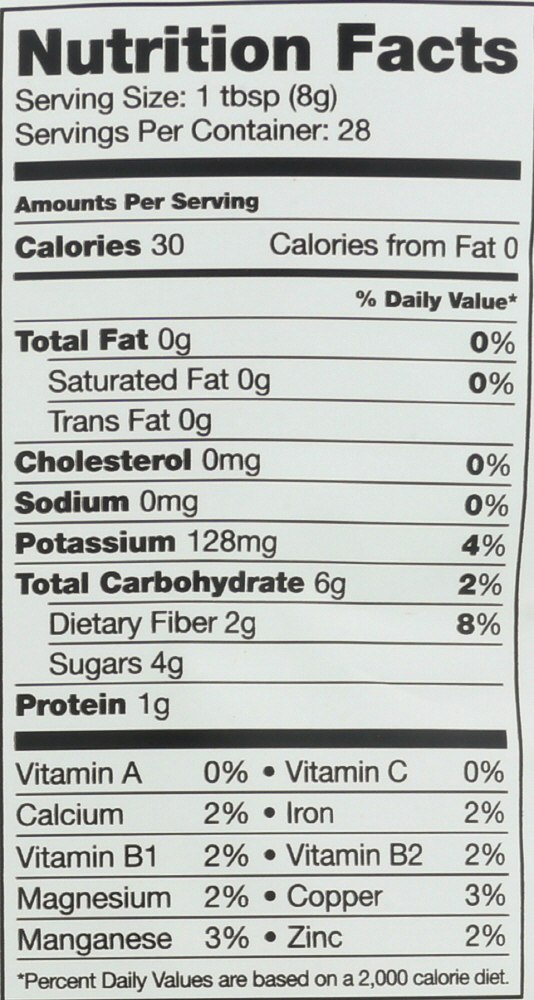 Nutrition Facts
Serving Size: 1 tbsp (8g)
Servings Per Container: 28
Amounts Per Serving
Calories 30 Calories from Fat 0
% Daily Value*
Total Fat 0g 0%
Saturated Fat 0g 0%
Trans Fat 0g
Cholesterol 0mg 0%
Sodium 0mg 0%
Potassium 128mg 4%
Total Carbohydrate 6g 2%
Dietary Fiber 2g 8%
Sugars 4g
Protein 1g
Vitamin A 0% • Vitamin C 0%
Calcium 2% • Iron 2%
Vitamin B1 2% • Vitamin B2 2%
Magnesium 2% • Copper 3%
Manganese 3% • Zinc 2%
*Percent Daily Values are based on a 2,000 calorie diet.